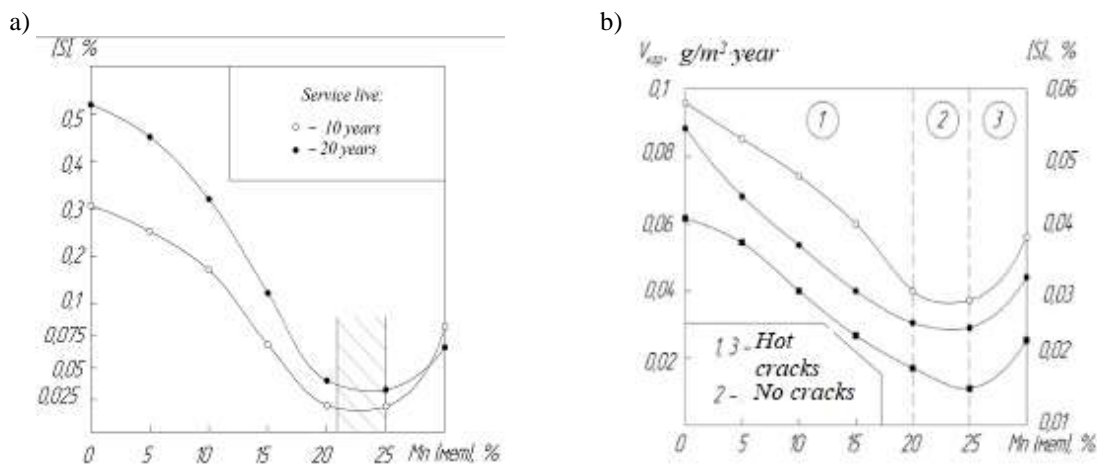 a)
[S], %
0,5
0,4
0,3
0,2
0,1
0,075
0,05
0,025
0 5 10 15 20 25 Mn (мет), %
Service live:
○ – 10 years
● – 20 years
b)
Vкор, g/m³ year
[S], %
0,1
0,08
0,06
0,04
0,02
0,06
0,05
0,04
0,03
0,02
0,01
1
2
3
1,3 – Hot
cracks
2 – No cracks
0 5 10 15 20 25 Mn (мет), %